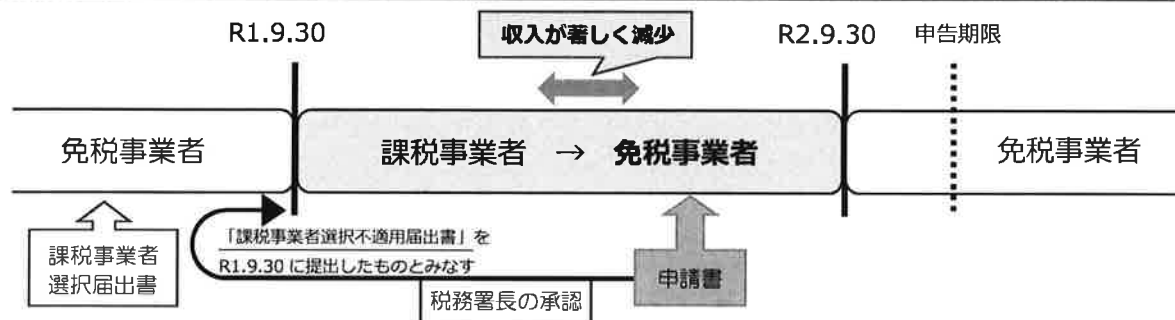 R1.9.30
収入が著しく減少
R2.9.30
申告期限
免税事業者
課税事業者 → 免税事業者
免税事業者
課税事業者
選択届出書
「課税事業者選択不適用届出書」を
R1.9.30 に提出したものとみなす
税務署長の承認
申請書